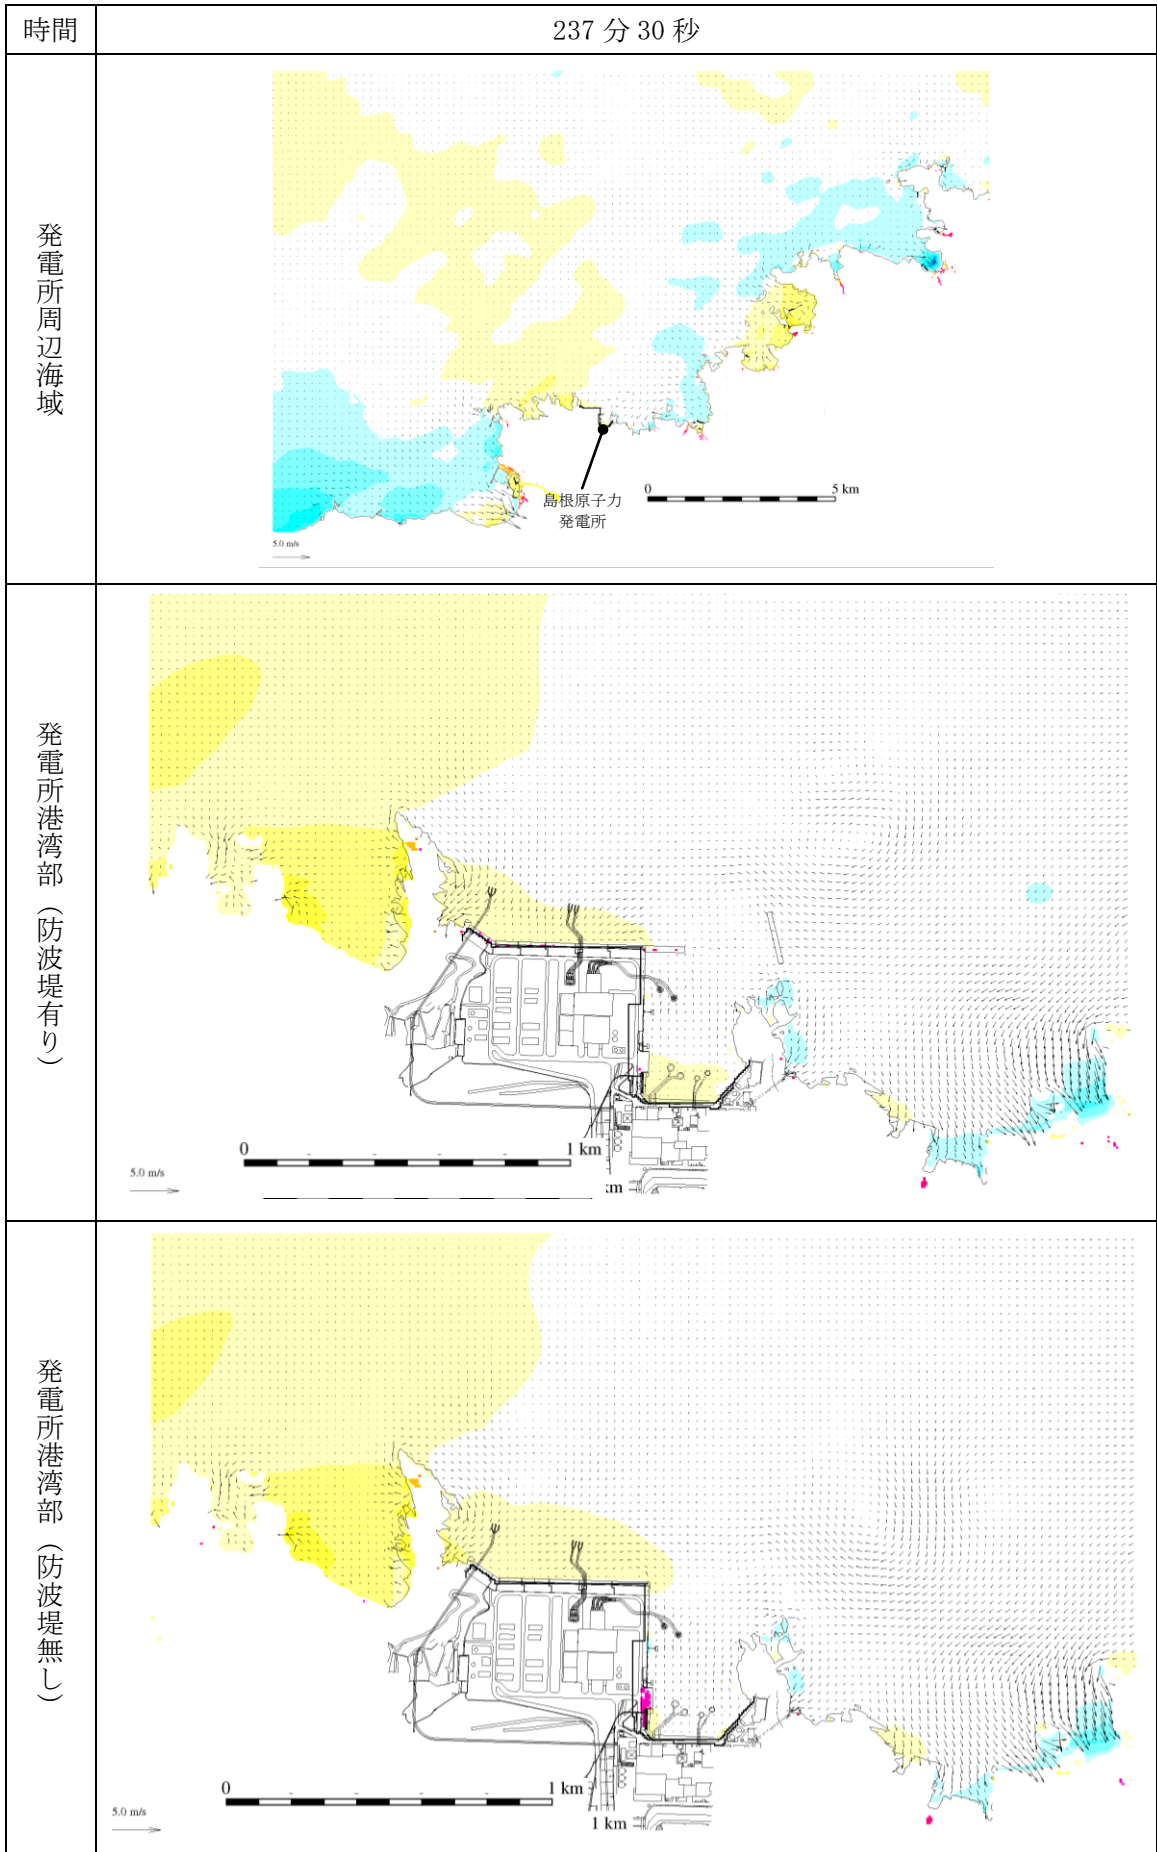 時間
237 分 30 秒
発電所周辺海域
島根原子力
発電所
0
5 km
5.0 m/s
発電所港湾部（防波堤有り）
0
1 km
5.0 m/s
km
発電所港湾部（防波堤無し）
0
1 km
5.0 m/s
1 km